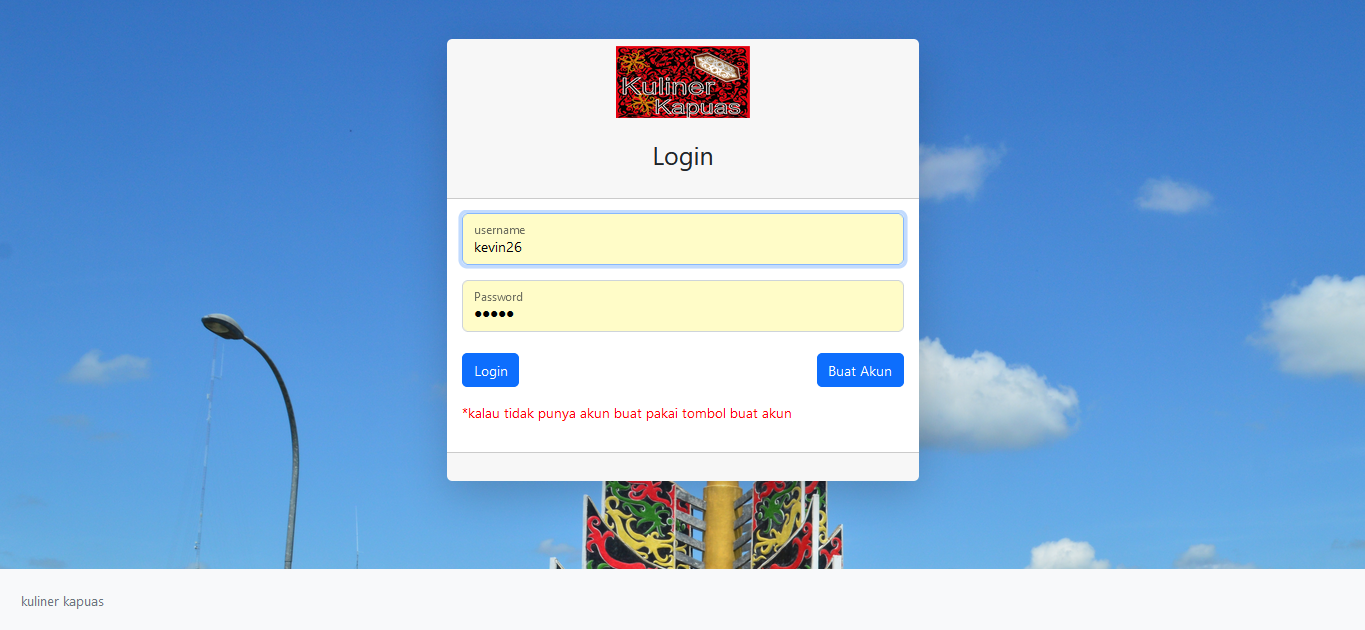 Kuliner
Kapuas
Login
username
kevin26
Password
•••••
Login
Buat Akun
*kalau tidak punya akun buat pakai tombol buat akun
kuliner kapuas